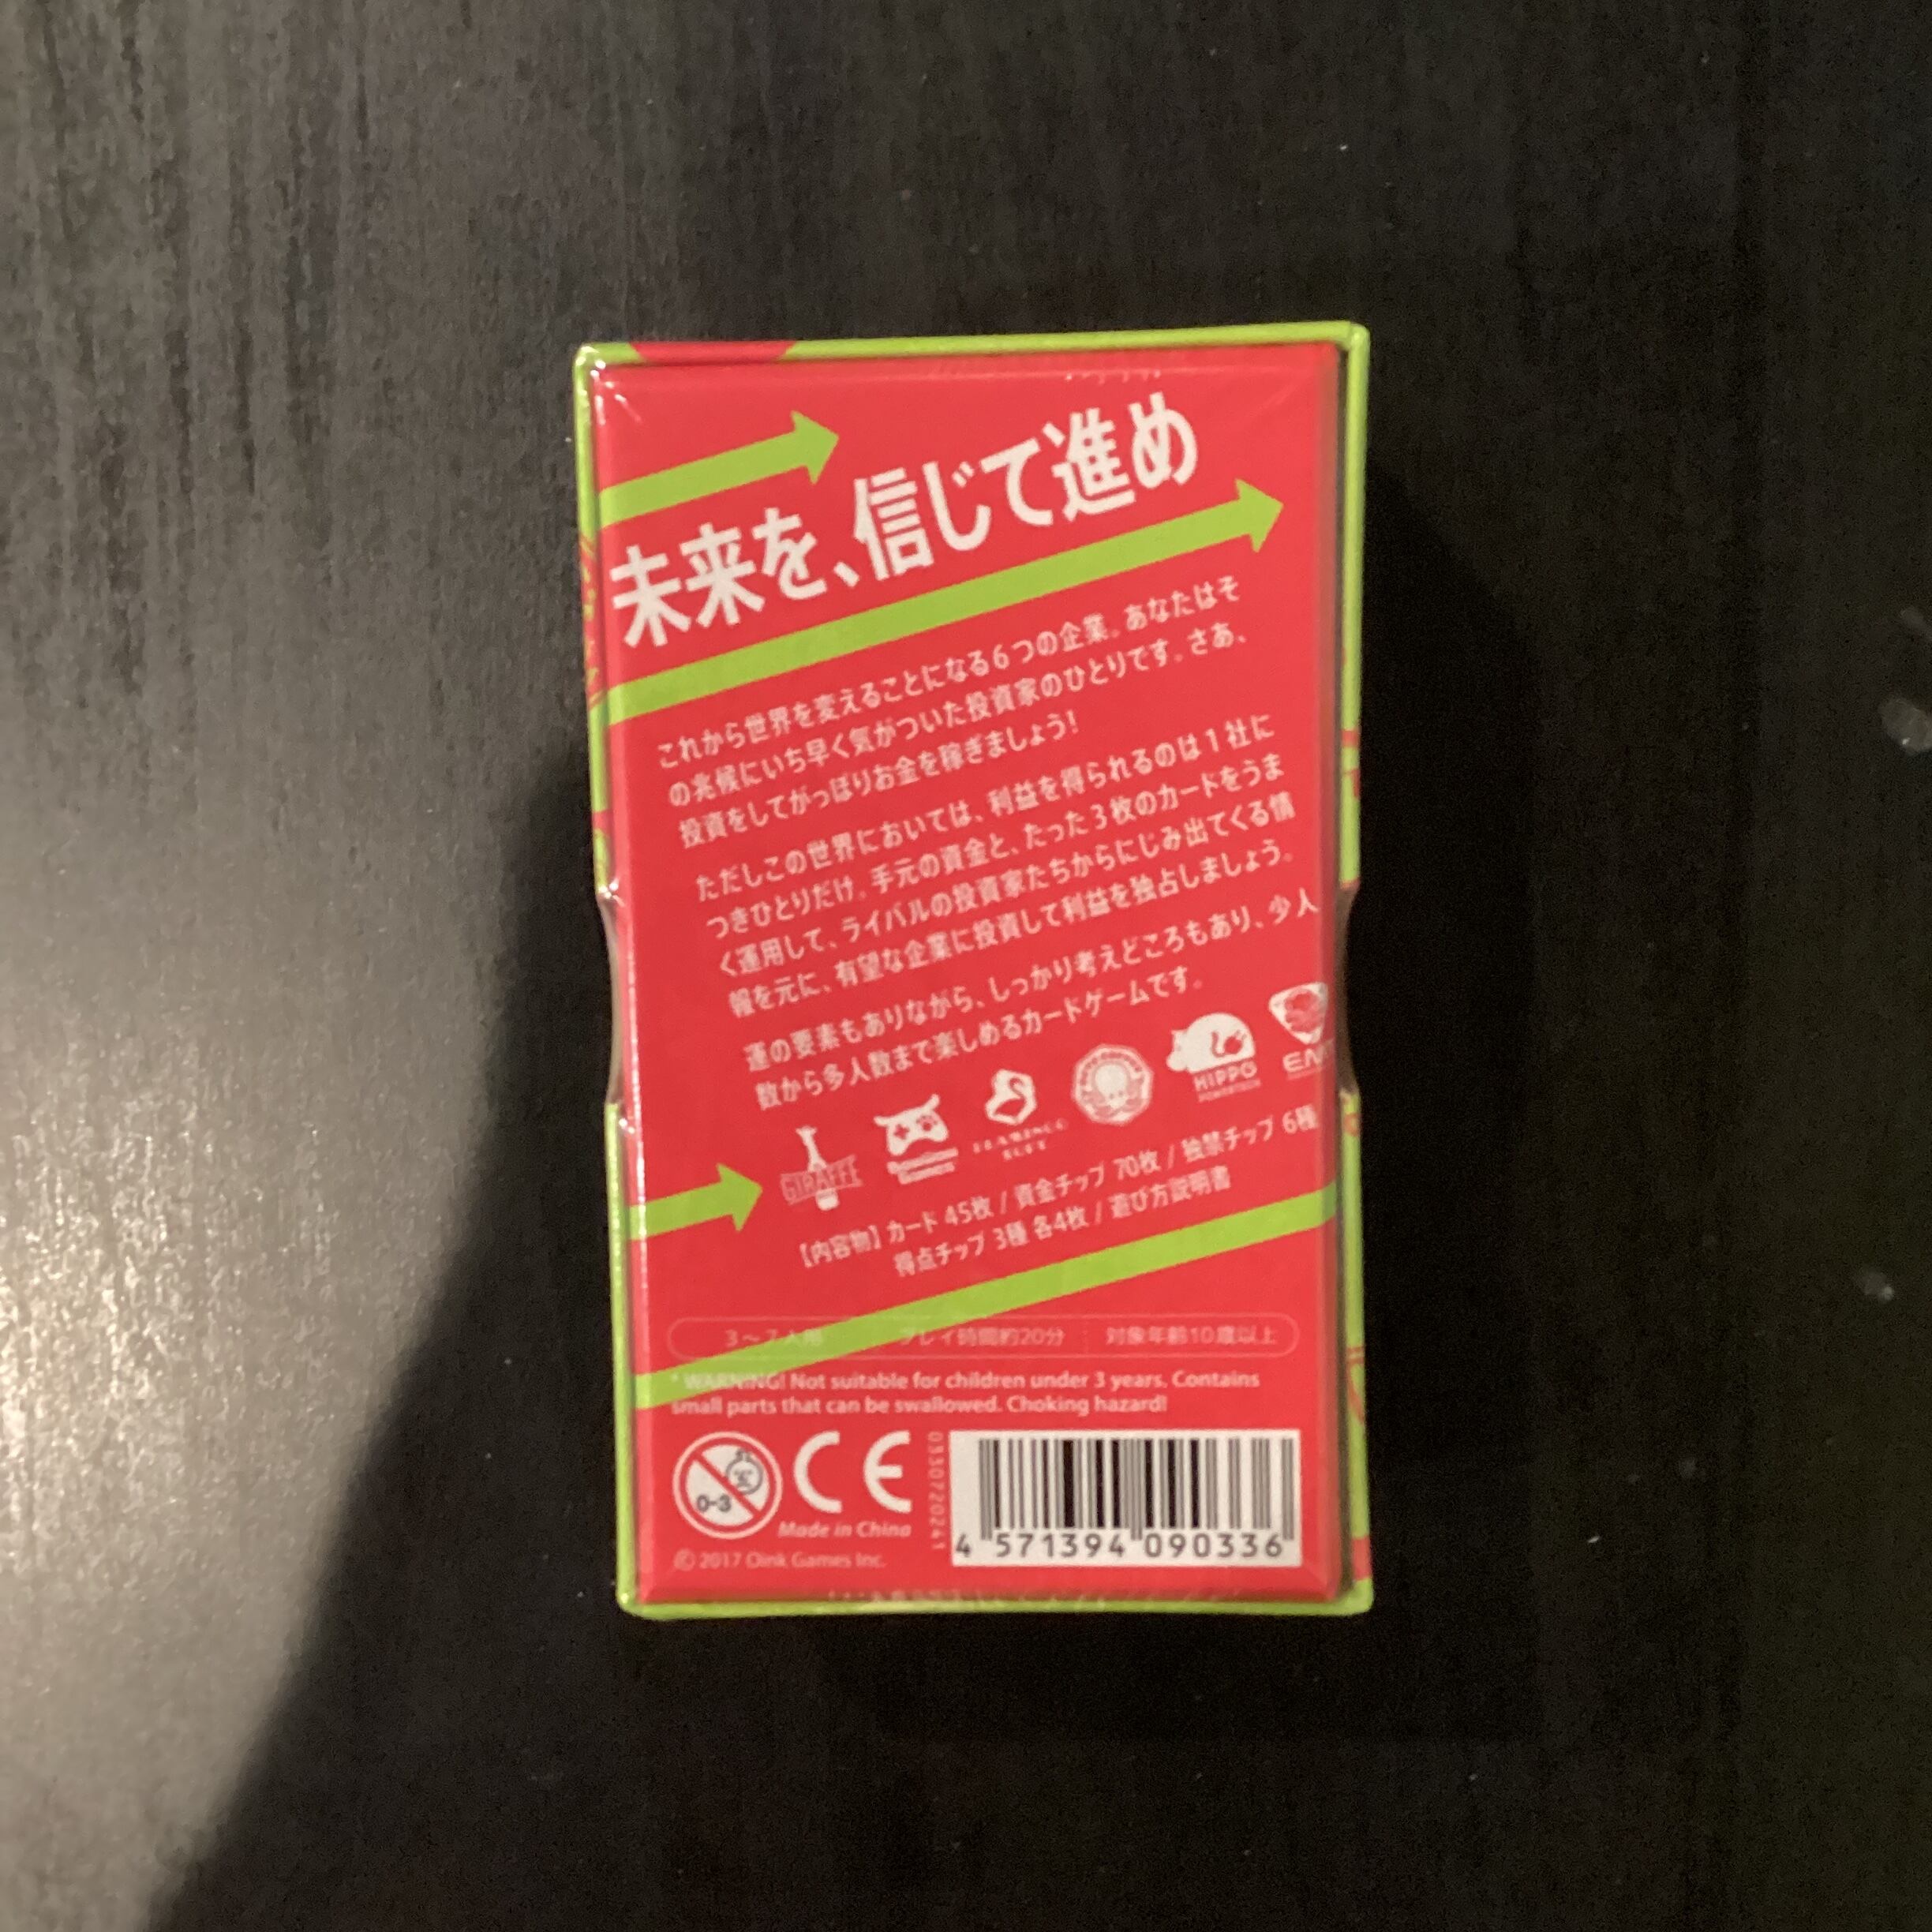 未来を、信じて進め
これから世界を変えることになる6つの企業。あなたはそ
の兆候にいち早く気がついた投資家のひとりです。さあ、
投資をしてがっぽりお金を稼ぎましょう!
ただしこの世界においては、利益を得られるのは1社に
つきひとりだけ。手元の資金と、たった3枚のカードをうま
く運用して、ライバルの投資家たちからにじみ出てくる情
報を元に、有望な企業に投資して利益を独占しましょう。
運の要素もありながら、しっかり考えどころもあり、少人
数から多人数まで楽しめるカードゲームです。
GIRAFFE
FLAMINGO
SOFT
HIPPO
POWERTECH
【内容物】カード 45枚 / 資金チップ 70枚 / 独禁チップ 6種
得点チップ 3種 各4枚 / 遊び方説明書
3〜7人用 プレイ時間約20分 対象年齢10歳以上
* WARNING! Not suitable for children under 3 years. Contains
small parts that can be swallowed. Choking hazard!
0-3
CE
Made in China
© 2017 Oink Games Inc.
03307220241
4 571394 090336